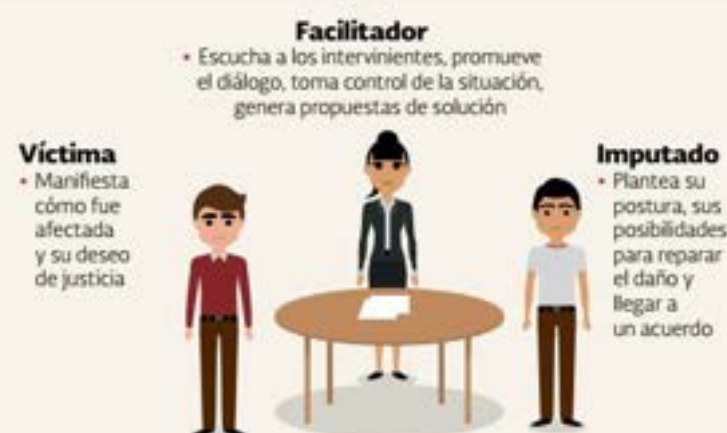 Facilitador
• Escucha a los intervinientes, promueve
el diálogo, toma control de la situación,
genera propuestas de solución
Víctima
• Manifiesta
cómo fue
afectada
y su deseo
de justicia
Imputado
• Plantea su
postura, sus
posibilidades
para reparar
el daño y
llegar a
un acuerdo